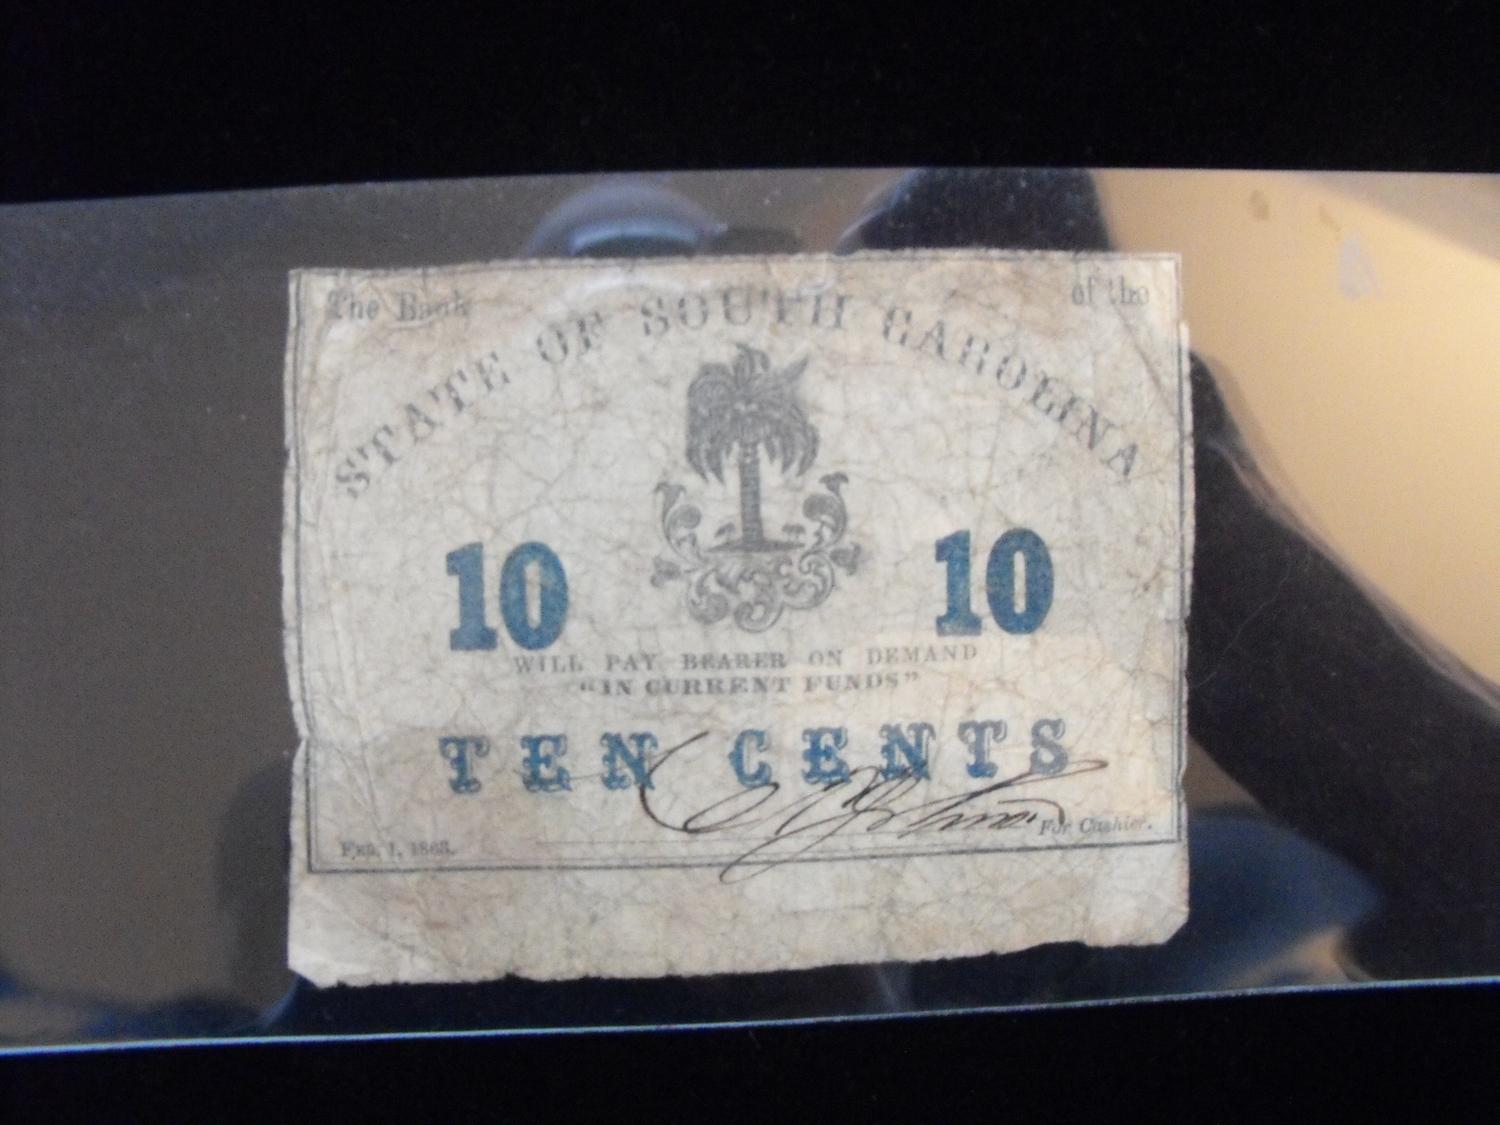 The Bank of the
STATE OF SOUTH CAROLINA
10 10
WILL PAY BEARER ON DEMAND
"IN CURRENT FUNDS"
TEN CENTS
For Cashier.
FEB. 1, 1863.